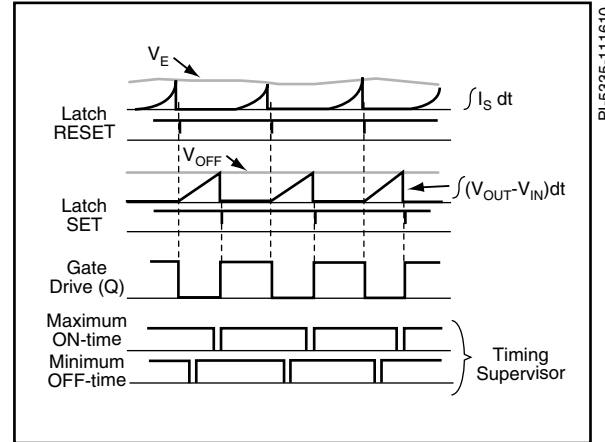 V_E
∫I_S dt
Latch
RESET
V_OFF
∫(V_OUT-V_IN)dt
Latch
SET
Gate
Drive (Q)
Maximum
ON-time
Minimum
OFF-time
Timing
Supervisor
PI-5335-111610